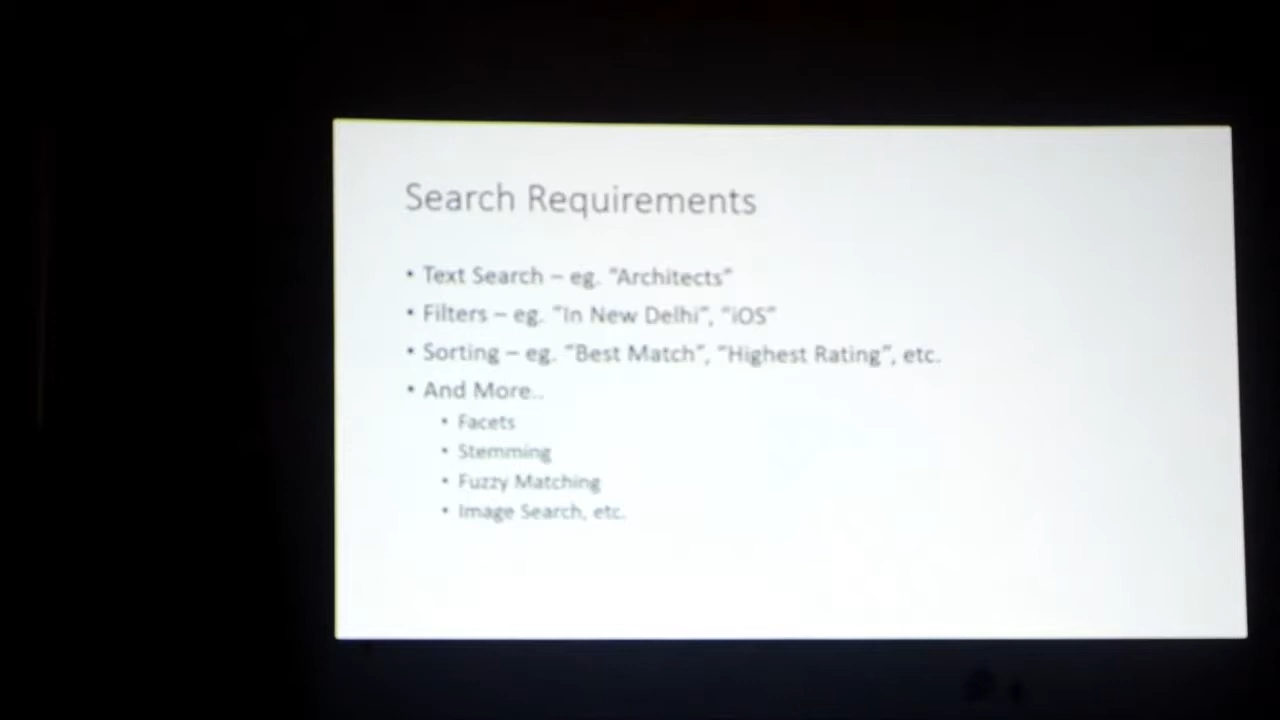 Search Requirements
• Text Search – eg. "Architects"
• Filters – eg. "In New Delhi", "iOS"
• Sorting – eg. "Best Match", "Highest Rating", etc.
• And More..
• Facets
• Stemming
• Fuzzy Matching
• Image Search, etc.